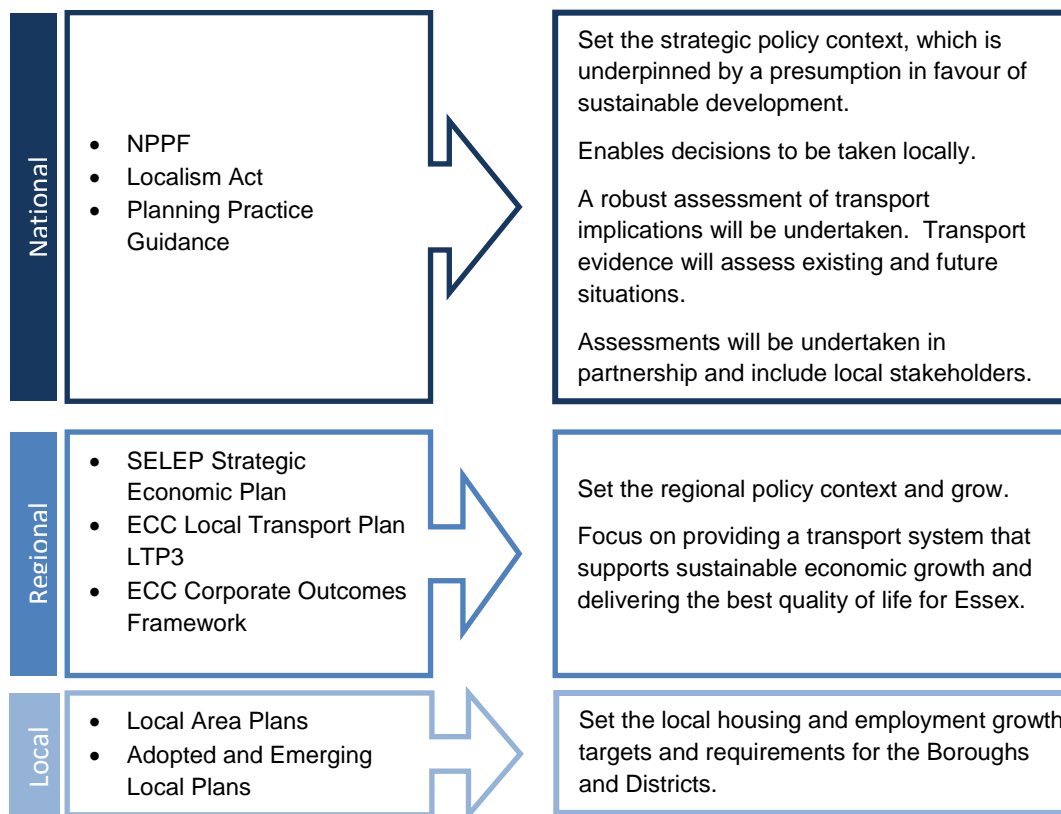 National
• NPPF
• Localism Act
• Planning Practice
Guidance
Set the strategic policy context, which is
underpinned by a presumption in favour of
sustainable development.
Enables decisions to be taken locally.
A robust assessment of transport
implications will be undertaken.  Transport
evidence will assess existing and future
situations.
Assessments will be undertaken in
partnership and include local stakeholders.
Regional
• SELEP Strategic
Economic Plan
• ECC Local Transport Plan
LTP3
• ECC Corporate Outcomes
Framework
Set the regional policy context and grow.
Focus on providing a transport system that
supports sustainable economic growth and
delivering the best quality of life for Essex.
Local
• Local Area Plans
• Adopted and Emerging
Local Plans
Set the local housing and employment growth
targets and requirements for the Boroughs
and Districts.